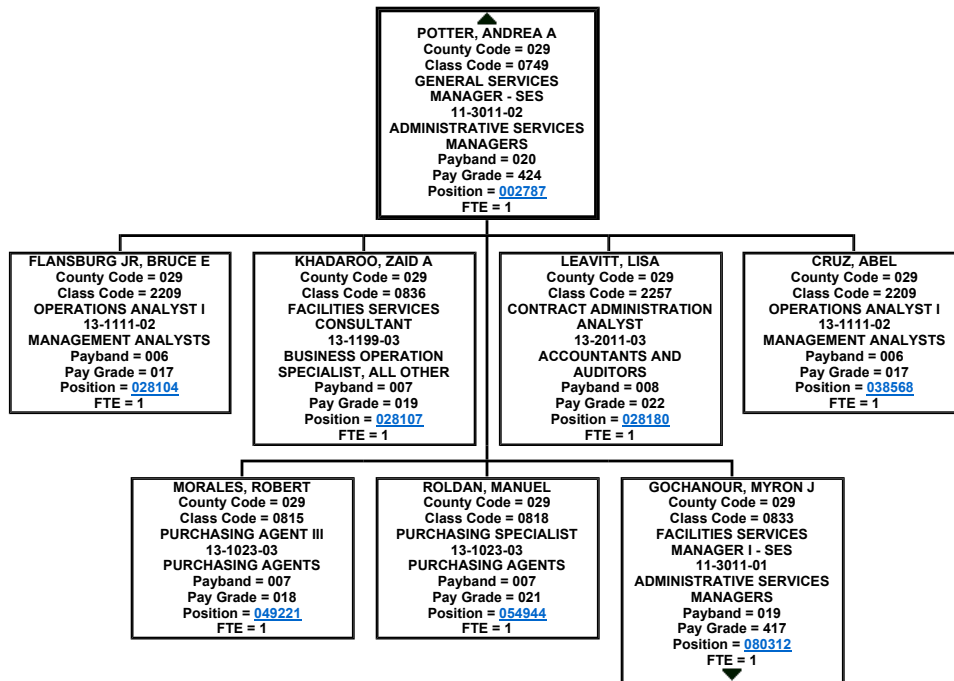 POTTER, ANDREA A
County Code = 029
Class Code = 0749
GENERAL SERVICES
MANAGER - SES
11-3011-02
ADMINISTRATIVE SERVICES
MANAGERS
Payband = 020
Pay Grade = 424
Position = 002787
FTE = 1
FLANSBURG JR, BRUCE E
County Code = 029
Class Code = 2209
OPERATIONS ANALYST I
13-1111-02
MANAGEMENT ANALYSTS
Payband = 006
Pay Grade = 017
Position = 028104
FTE = 1
KHADAROO, ZAID A
County Code = 029
Class Code = 0836
FACILITIES SERVICES
CONSULTANT
13-1199-03
BUSINESS OPERATION
SPECIALIST, ALL OTHER
Payband = 007
Pay Grade = 019
Position = 028107
FTE = 1
LEAVITT, LISA
County Code = 029
Class Code = 2257
CONTRACT ADMINISTRATION
ANALYST
13-2011-03
ACCOUNTANTS AND
AUDITORS
Payband = 008
Pay Grade = 022
Position = 028180
FTE = 1
CRUZ, ABEL
County Code = 029
Class Code = 2209
OPERATIONS ANALYST I
13-1111-02
MANAGEMENT ANALYSTS
Payband = 006
Pay Grade = 017
Position = 038568
FTE = 1
MORALES, ROBERT
County Code = 029
Class Code = 0815
PURCHASING AGENT III
13-1023-03
PURCHASING AGENTS
Payband = 007
Pay Grade = 018
Position = 049221
FTE = 1
ROLDAN, MANUEL
County Code = 029
Class Code = 0818
PURCHASING SPECIALIST
13-1023-03
PURCHASING AGENTS
Payband = 007
Pay Grade = 021
Position = 054944
FTE = 1
GOCHANOUR, MYRON J
County Code = 029
Class Code = 0833
FACILITIES SERVICES
MANAGER I - SES
11-3011-01
ADMINISTRATIVE SERVICES
MANAGERS
Payband = 019
Pay Grade = 417
Position = 080312
FTE = 1